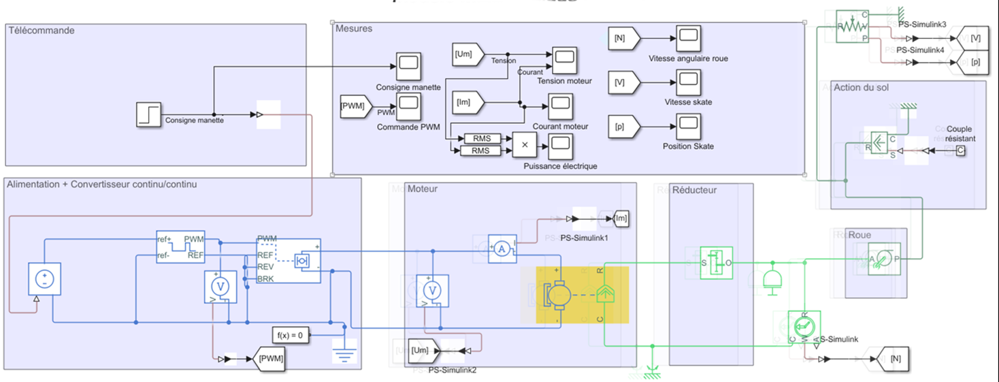 Télécommande
Consigne manette
Mesures
Consigne manette
[PWM]
PWM
Commande PWM
[Um]
Tension
Courant
Tension moteur
[Im]
Courant moteur
RMS
RMS
×
Puissance électrique
[N]
Vitesse angulaire roue
[V]
Vitesse skate
[p]
Position Skate
C
R
V
P
PS-Simulink3
[V]
PS-Simulink4
[p]
Action du sol
Couple
résistant
C
R
S
C
Alimentation + Convertisseur continu/continu
ref+
PWM
ref-
REF
PWM
REF
REV
BRK
+
-
+
V
V
f(x) = 0
[PWM]
Moteur
A
+
I
[Im]
PS-Simulink1
+
V
V
+
-
R
C
[Um]
PS-Simulink2
Réducteur
S
O
Roue
A
P
R
C
W
A
S-Simulink
[N]